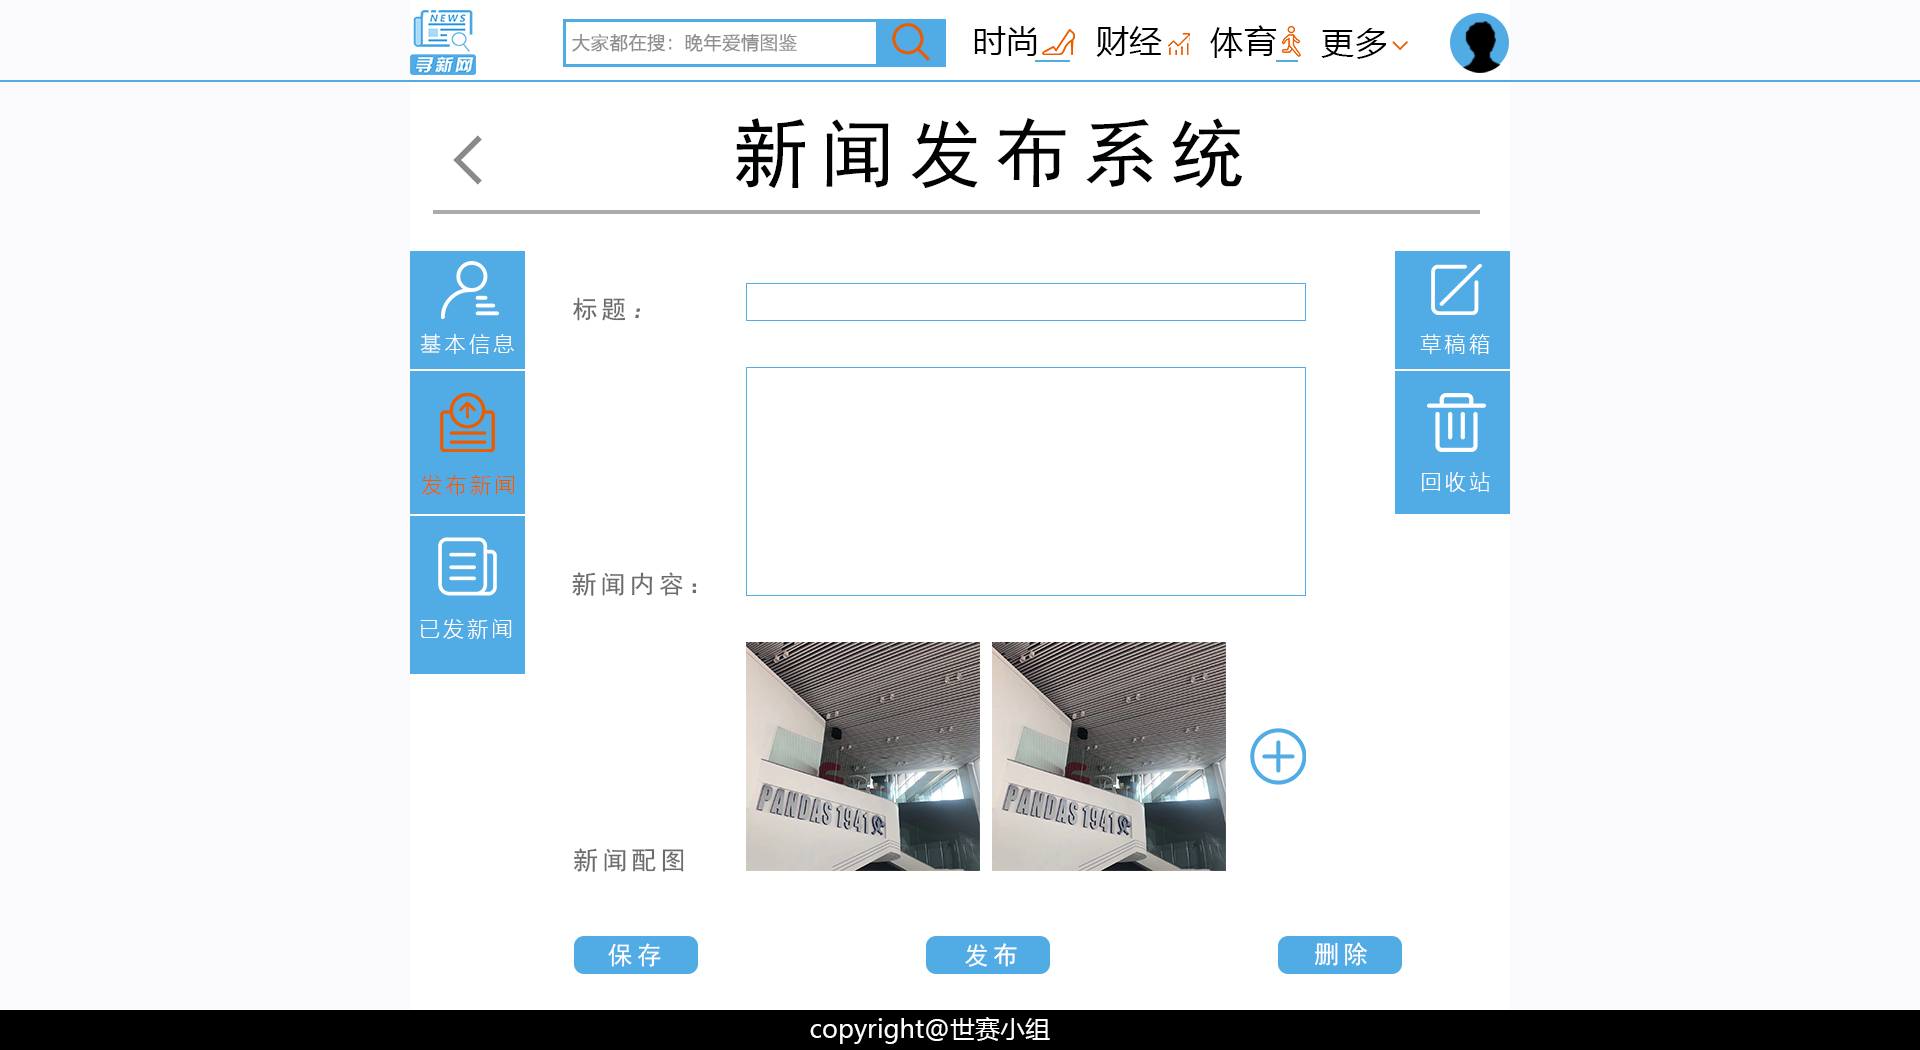 NEWS
寻新网
大家都在搜：晚年爱情图鉴
时尚
财经
体育
更多
新闻发布系统
基本信息
发布新闻
已发新闻
草稿箱
回收站
标题：
新闻内容：
PANDAS 1941
PANDAS 1941
新闻配图
保存
发布
删除
copyright@世赛小组